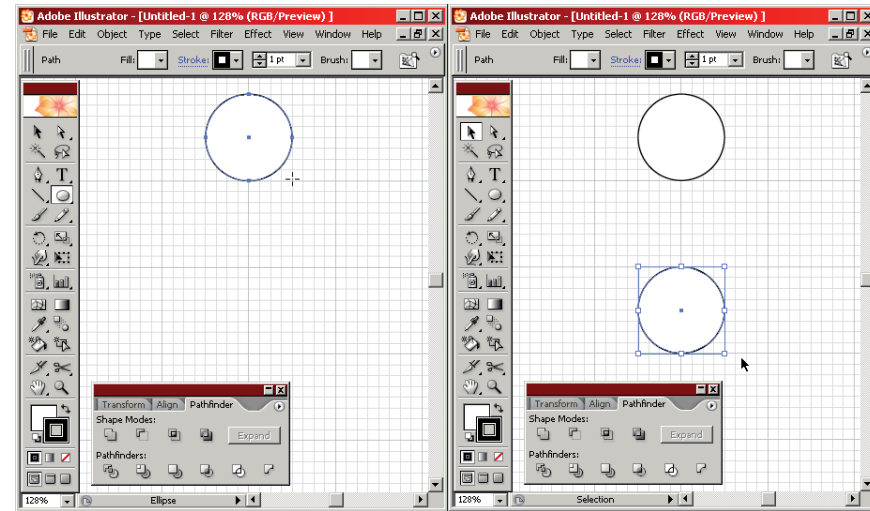 Adobe Illustrator - [Untitled-1 @ 128% (RGB/Preview) ]
File Edit Object Type Select Filter Effect View Window Help
Path Fill: Stroke: 1 pt Brush:
T
Transform Align Pathfinder
Shape Modes:
Expand
Pathfinders:
128% Ellipse
Adobe Illustrator - [Untitled-1 @ 128% (RGB/Preview) ]
File Edit Object Type Select Filter Effect View Window Help
Path Fill: Stroke: 1 pt Brush:
T
Transform Align Pathfinder
Shape Modes:
Expand
Pathfinders:
128% Selection